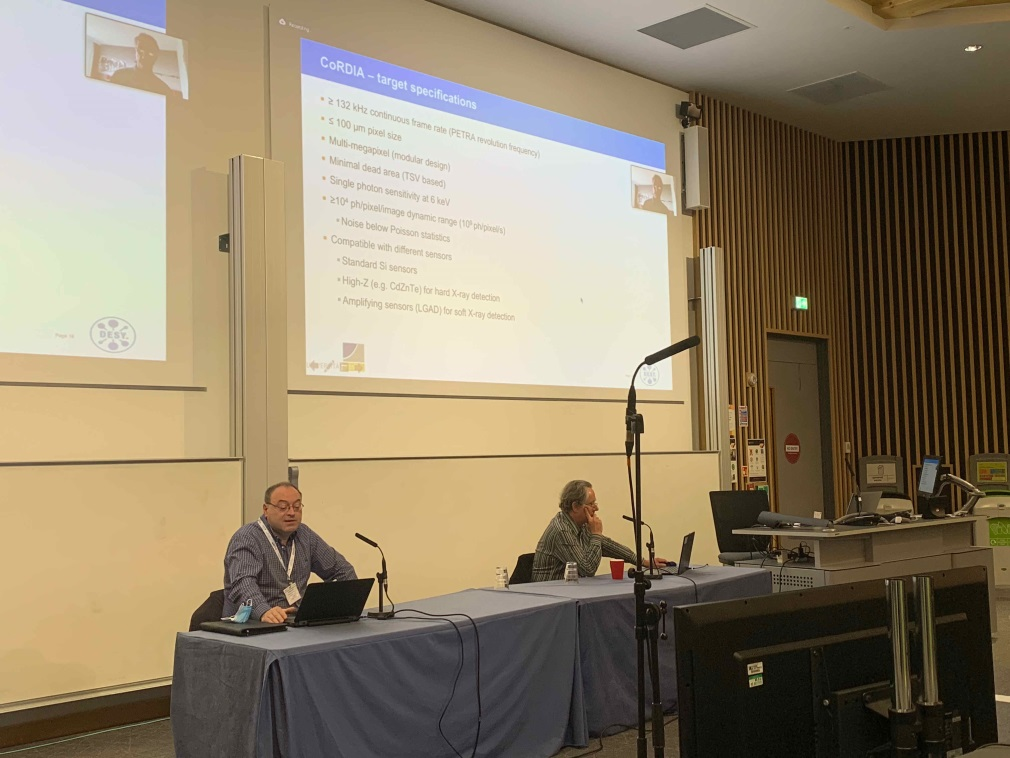 CoRDIA – target specifications
• ≥ 132 kHz continuous frame rate (PETRA revolution frequency)
• ≤ 100 µm pixel size
• Multi-megapixel (modular design)
• Minimal dead area (TSV based)
• Single photon sensitivity at 6 keV
• ≥10⁴ ph/pixel/image dynamic range (10⁹ ph/pixel/s)
• Noise below Poisson statistics
• Compatible with different sensors
• Standard Si sensors
• High-Z (e.g. CdZnTe) for hard X-ray detection
• Amplifying sensors (LGAD) for soft X-ray detection
DESY.